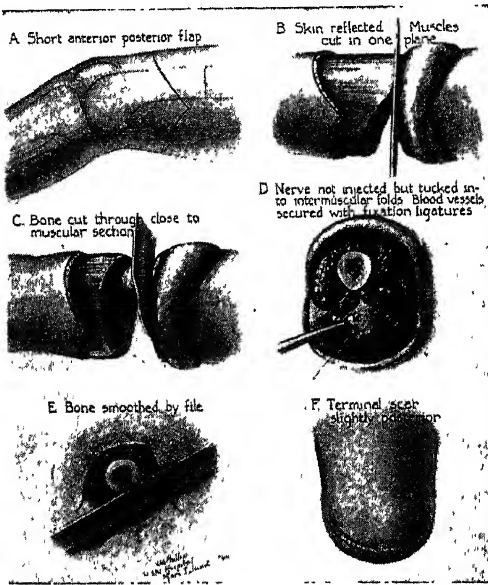 A Short anterior posterior flap
B Skin reflected Muscles
cut in one plane
C. Bone cut through close to
muscular section
D Nerve not injected but tucked in-
to intermuscular folds Blood vessels
secured with fixation ligatures
E Bone smoothed by file
F. Terminal scar
slightly posterior